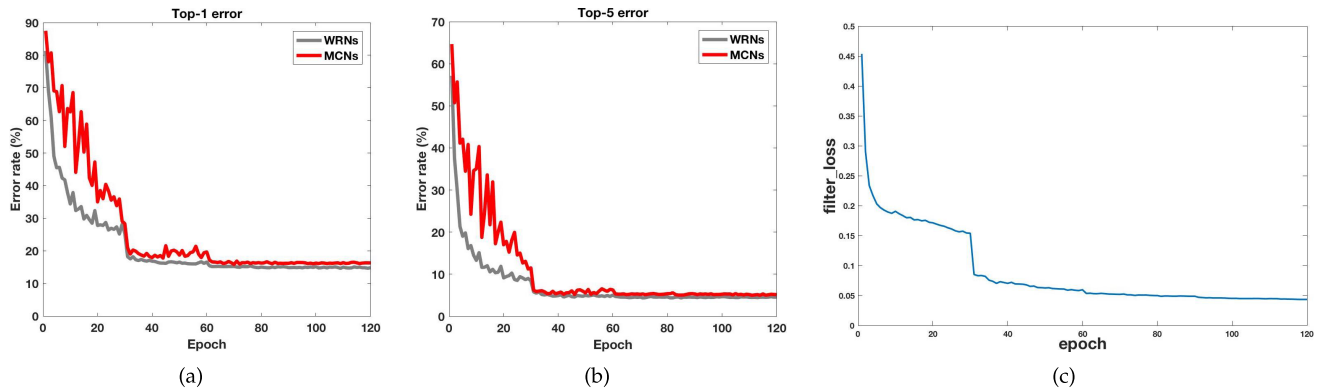 Top-1 error
90
80
70
60
50
40
30
20
10
0
Error rate (%)
WRNs
MCNs
0 20 40 60 80 100 120
Epoch
(a)
Top-5 error
70
60
50
40
30
20
10
0
Error rate (%)
WRNs
MCNs
0 20 40 60 80 100 120
Epoch
(b)
0.5
0.45
0.4
0.35
0.3
0.25
0.2
0.15
0.1
0.05
0
filter_loss
0 20 40 60 80 100 120
epoch
(c)